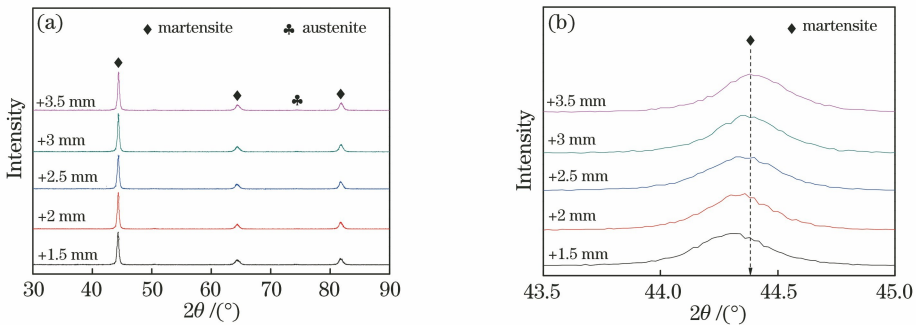 (a)
◆ martensite ♣ austenite
+3.5 mm
+3 mm
+2.5 mm
+2 mm
+1.5 mm
Intensity
30 40 50 60 70 80 90
2θ /(°)
(b)
◆ martensite
+3.5 mm
+3 mm
+2.5 mm
+2 mm
+1.5 mm
Intensity
43.5 44.0 44.5 45.0
2θ /(°)